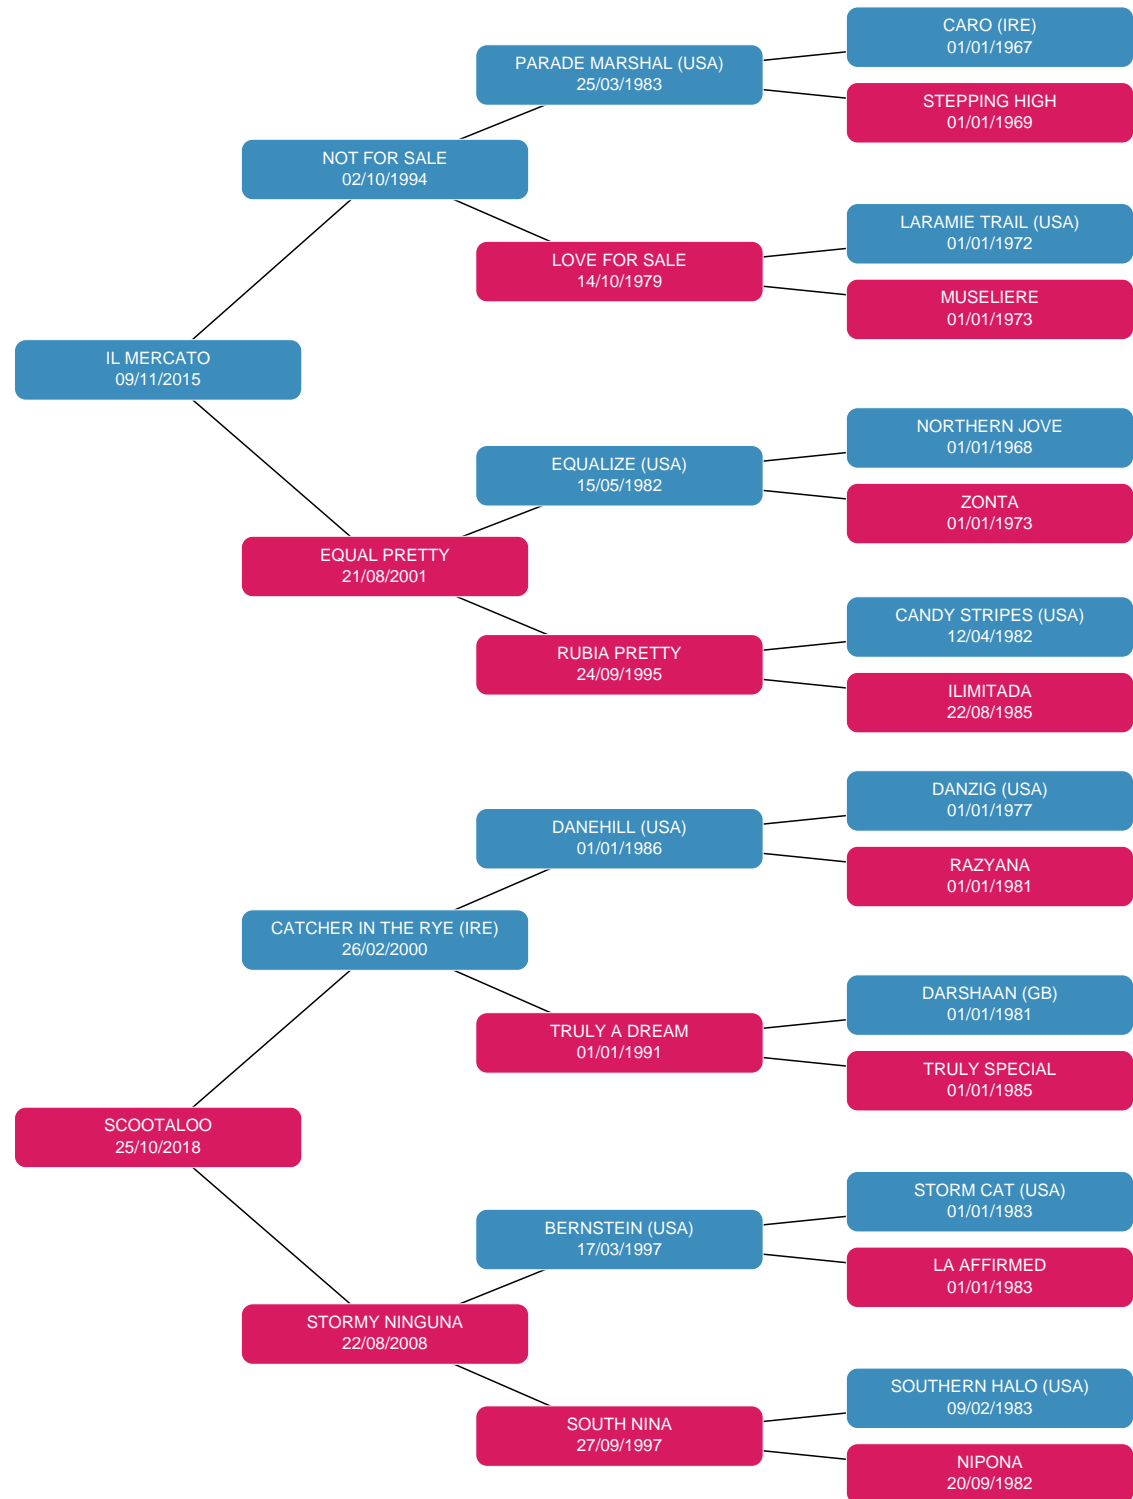 CARO (IRE)
01/01/1967
PARADE MARSHAL (USA)
25/03/1983
STEPPING HIGH
01/01/1969
NOT FOR SALE
02/10/1994
LARAMIE TRAIL (USA)
01/01/1972
LOVE FOR SALE
14/10/1979
MUSELIERE
01/01/1973
IL MERCATO
09/11/2015
NORTHERN JOVE
01/01/1968
EQUALIZE (USA)
15/05/1982
ZONTA
01/01/1973
EQUAL PRETTY
21/08/2001
CANDY STRIPES (USA)
12/04/1982
RUBIA PRETTY
24/09/1995
ILIMITADA
22/08/1985
DANZIG (USA)
01/01/1977
DANEHILL (USA)
01/01/1986
RAZYANA
01/01/1981
CATCHER IN THE RYE (IRE)
26/02/2000
DARSHAAN (GB)
01/01/1981
TRULY A DREAM
01/01/1991
TRULY SPECIAL
01/01/1985
SCOOTALOO
25/10/2018
STORM CAT (USA)
01/01/1983
BERNSTEIN (USA)
17/03/1997
LA AFFIRMED
01/01/1983
STORMY NINGUNA
22/08/2008
SOUTHERN HALO (USA)
09/02/1983
SOUTH NINA
27/09/1997
NIPONA
20/09/1982